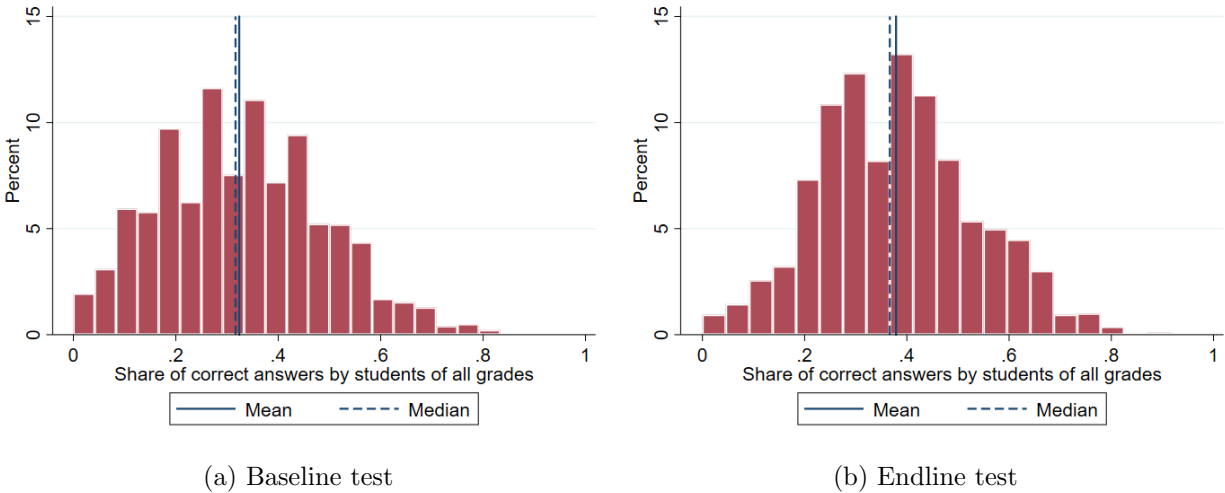 15
10
5
0
Percent
0 .2 .4 .6 .8 1
Share of correct answers by students of all grades
Mean Median
(a) Baseline test
15
10
5
0
Percent
0 .2 .4 .6 .8 1
Share of correct answers by students of all grades
Mean Median
(b) Endline test